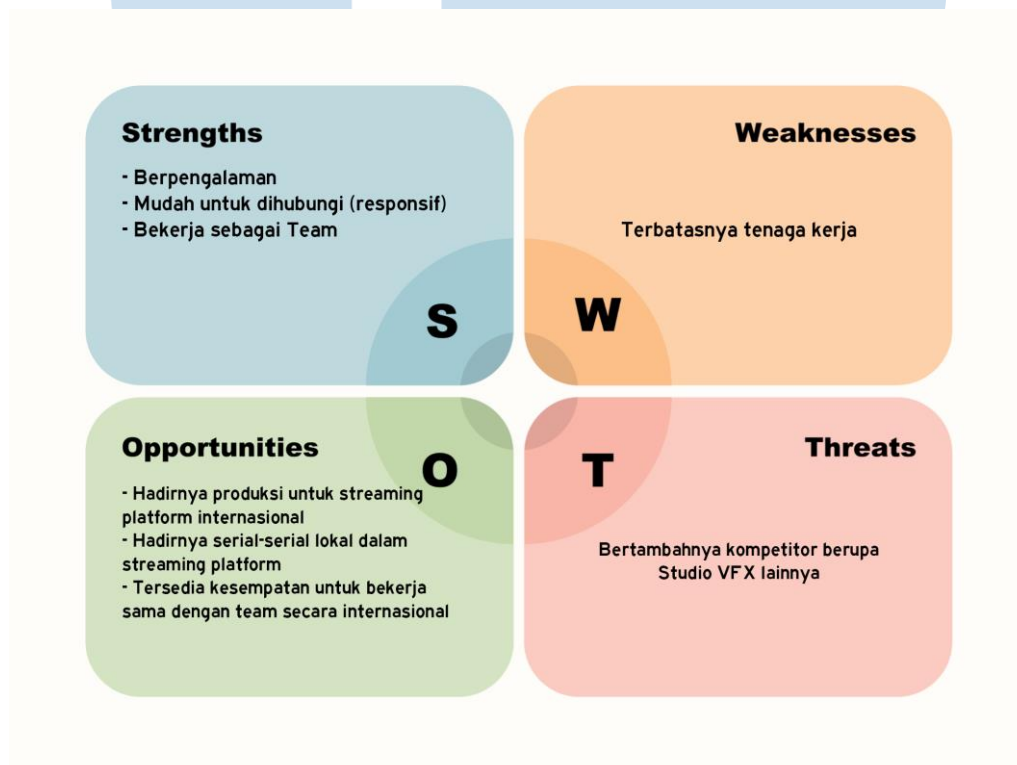 Strengths
- Berpengalaman
- Mudah untuk dihubungi (responsif)
- Bekerja sebagai Team
S
Weaknesses
Terbatasnya tenaga kerja
W
Opportunities
O
- Hadirnya produksi untuk streaming
platform internasional
- Hadirnya serial-serial lokal dalam
streaming platform
- Tersedia kesempatan untuk bekerja
sama dengan team secara internasional
Threats
T
Bertambahnya kompetitor berupa
Studio VFX lainnya